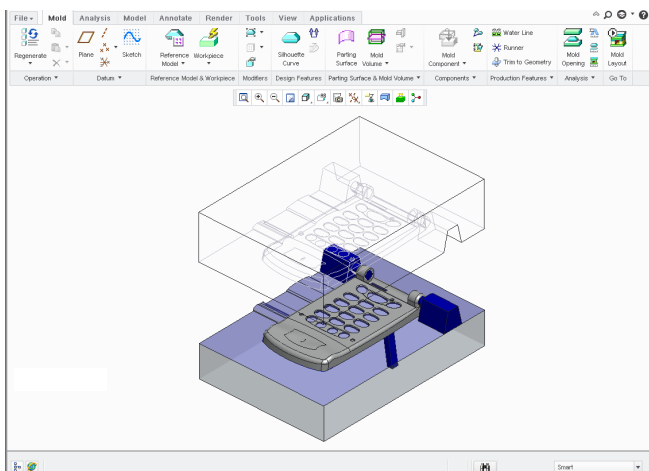 File Mold Analysis Model Annotate Render Tools View Applications
Regenerate
Plane
Sketch
Reference Model
Workpiece
Silhouette Curve
Parting Surface
Mold Volume
Mold Component
Water Line
Runner
Trim to Geometry
Mold Opening
Mold Layout
Operation Datum Reference Model & Workpiece Modifiers Design Features Parting Surface & Mold Volume Components Production Features Analysis Go To
Smart